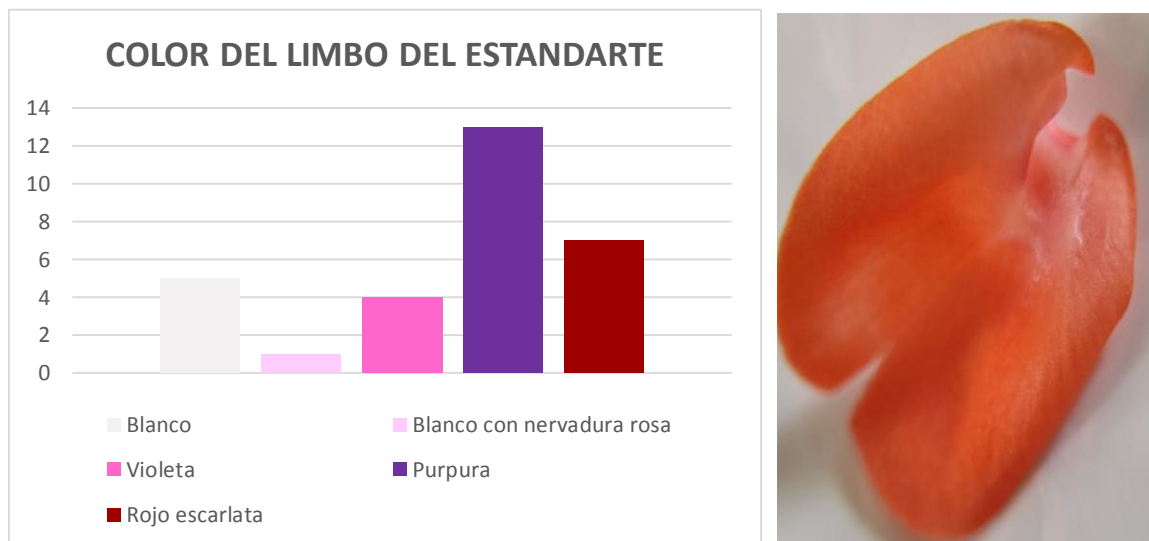 COLOR DEL LIMBO DEL ESTANDARTE
14
12
10
8
6
4
2
0
Blanco
Blanco con nervadura rosa
Violeta
Purpura
Rojo escarlata